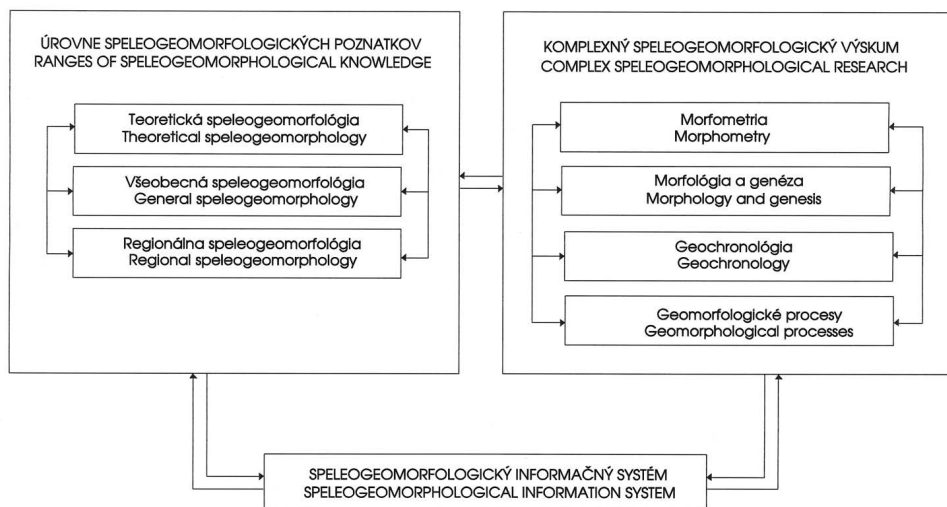 ÚROVNE SPELEOGEOMORFOLOGICKÝCH POZNATKOV
RANGES OF SPELEOGEOMORPHOLOGICAL KNOWLEDGE
Teoretická speleogeomorfológia
Theoretical speleogeomorphology
Všeobecná speleogeomorfológia
General speleogeomorphology
Regionálna speleogeomorfológia
Regional speleogeomorphology
KOMPLEXNÝ SPELEOGEOMORFOLOGICKÝ VÝSKUM
COMPLEX SPELEOGEOMORPHOLOGICAL RESEARCH
Morfometria
Morphometry
Morfológia a genéza
Morphology and genesis
Geochronológia
Geochronology
Geomorfologické procesy
Geomorphological processes
SPELEOGEOMORFOLOGICKÝ INFORMAČNÝ SYSTÉM
SPELEOGEOMORPHOLOGICAL INFORMATION SYSTEM